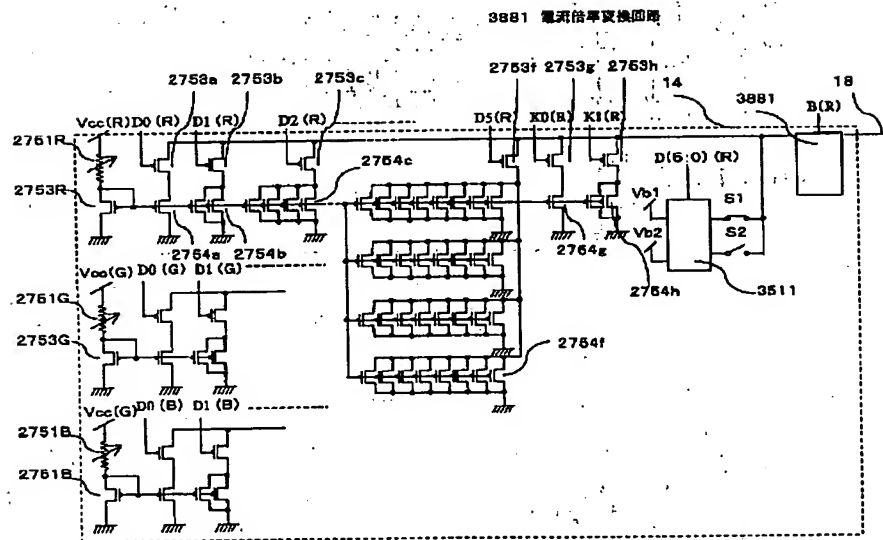 3881 電流倍率変換回路
2753a
2753b
2753c
2753f
2753g
2753h
14
3881
B(R)
18
Vcc(R)
D0(R)
D1(R)
D2(R)
D5(R)
K0(R)
K1(R)
2751R
2753R
D(5:0)(R)
Vb1
Vb2
S1
S2
2754c
2754a
2754b
2754g
2754h
3511
Vcc(G)
D0(G)
D1(G)
2751G
2753G
2754f
Vcc(G)
D0(B)
D1(B)
2751B
2751B